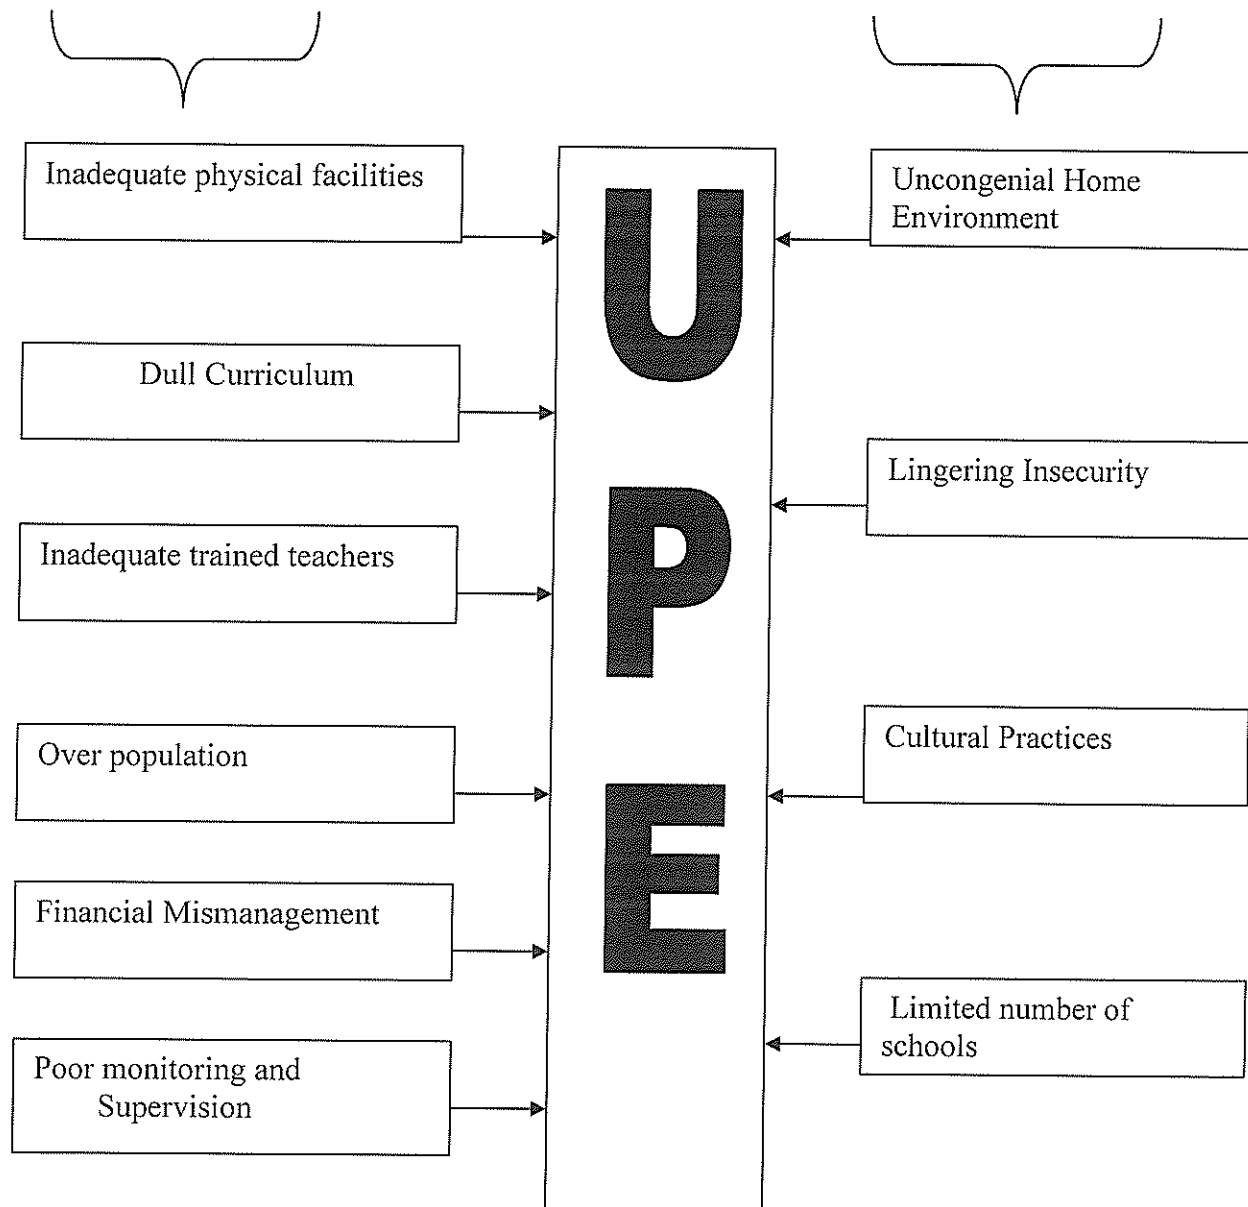 Inadequate physical facilities
Dull Curriculum
Inadequate trained teachers
Over population
Financial Mismanagement
Poor monitoring and
Supervision
U
P
E
Uncongenial Home
Environment
Lingering Insecurity
Cultural Practices
Limited number of
schools